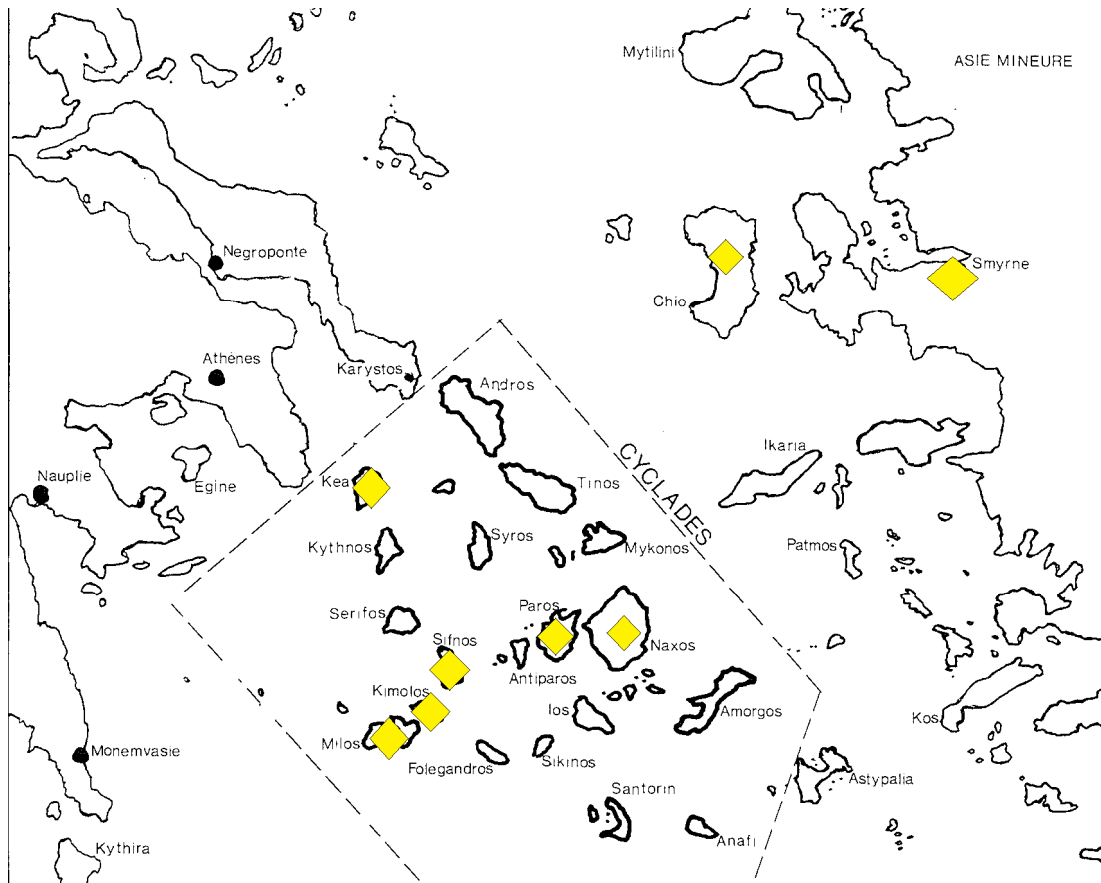 Mytilini
ASIE MINEURE
Negroponte
Smyrne
Chio
Athènes
Karystos
Andros
CYCLADES
Ikaria
Nauplie
Egine
Kea
Tinos
Kythnos
Syros
Mykonos
Patmos
Serifos
Paros
Sifnos
Naxos
Antiparos
Kimolos
Ios
Amorgos
Kos
Milos
Monemvasie
Folegandros
Sikinos
Astypalia
Santorin
Anafi
Kythira